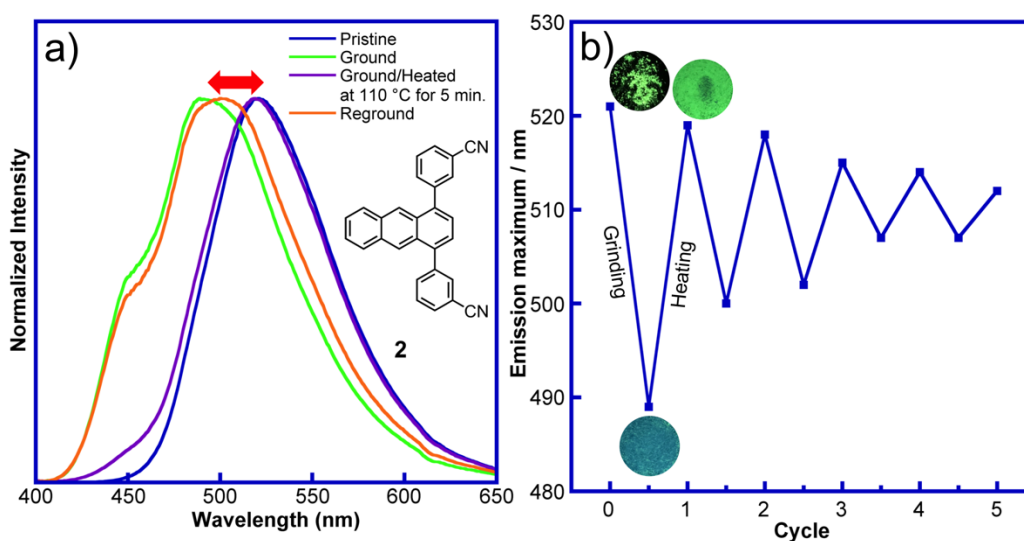 a)
Pristine
Ground
Ground/Heated
at 110 °C for 5 min.
Reground
CN
CN
2
Normalized Intensity
400 450 500 550 600 650
Wavelength (nm)
b)
530
520
510
500
490
480
Emission maximum / nm
Grinding
Heating
0 1 2 3 4 5
Cycle